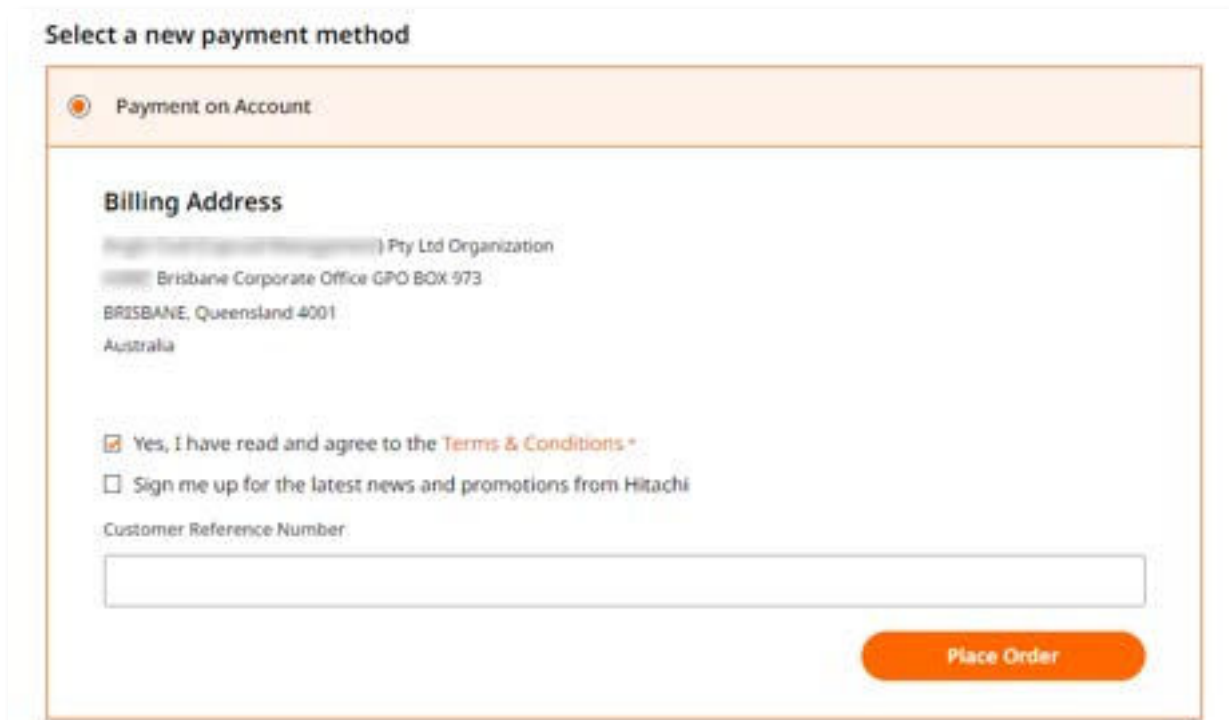 Select a new payment method
Payment on Account
Billing Address
) Pty Ltd Organization
Brisbane Corporate Office GPO BOX 973
BRISBANE, Queensland 4001
Australia
Yes, I have read and agree to the Terms & Conditions *
Sign me up for the latest news and promotions from Hitachi
Customer Reference Number
Place Order